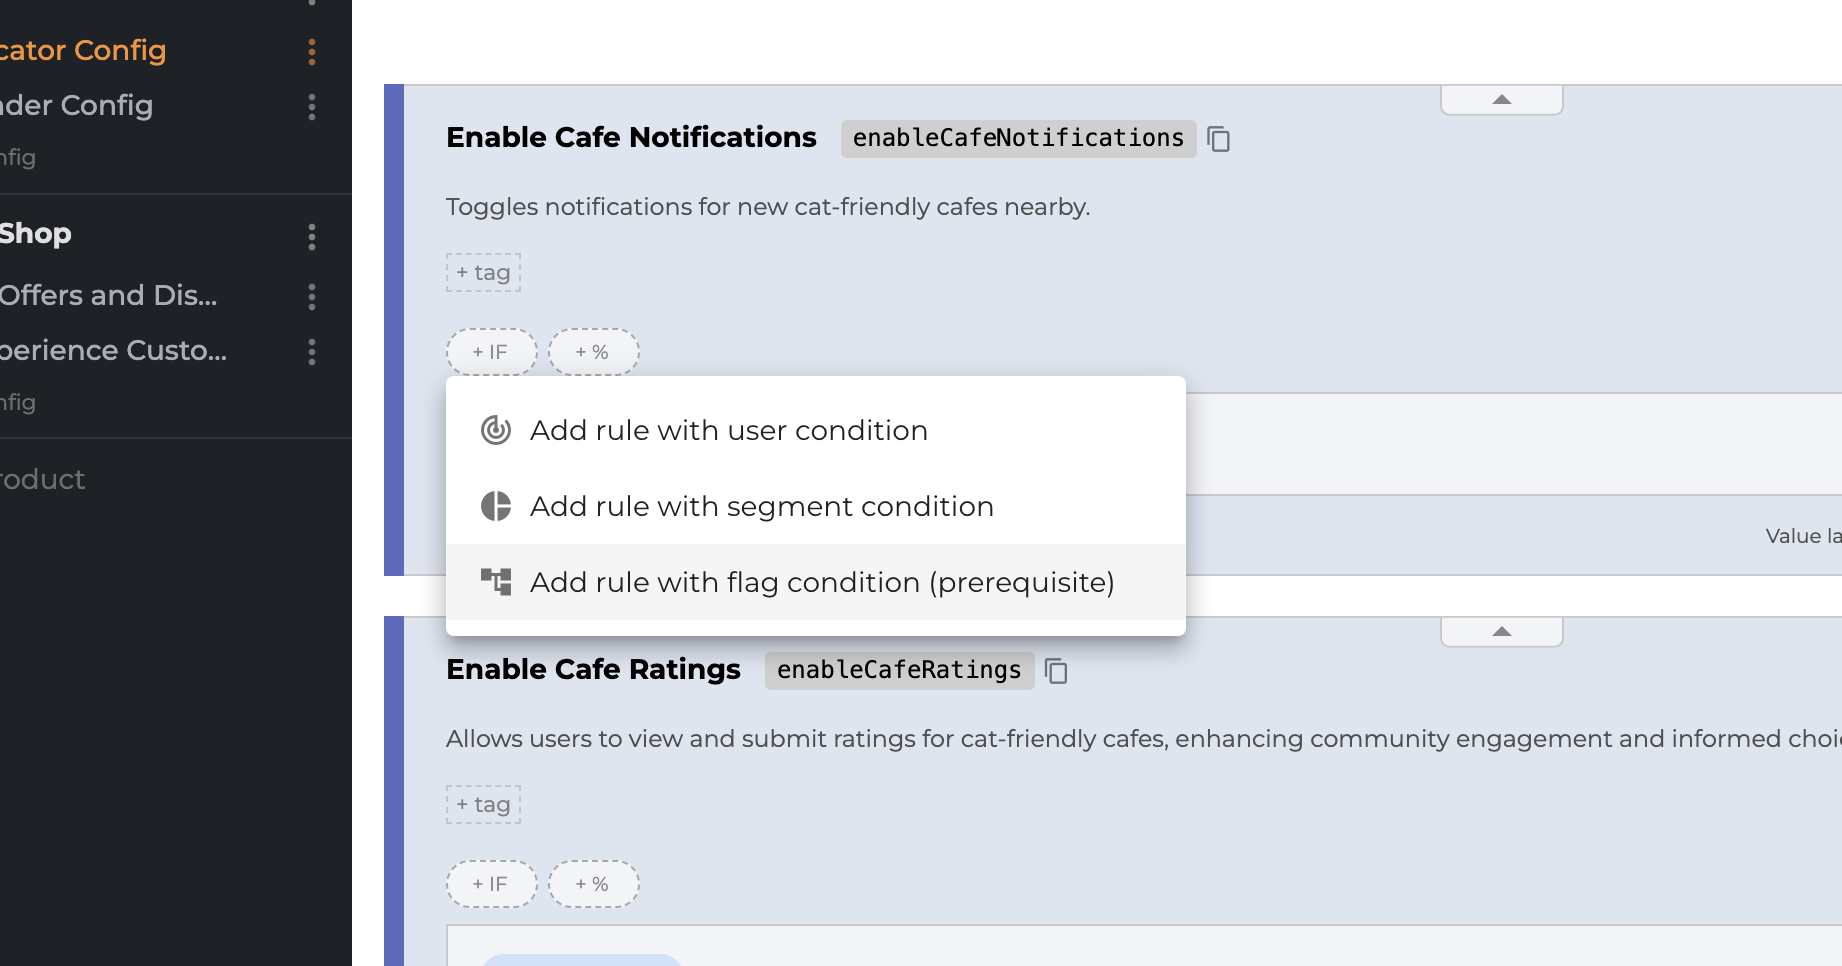 cator Config
nder Config
nfig
Shop
Offers and Dis...
perience Custo...
nfig
roduct
Enable Cafe Notifications enableCafeNotifications
Toggles notifications for new cat-friendly cafes nearby.
+ tag
+ IF + %
Add rule with user condition
Add rule with segment condition
Add rule with flag condition (prerequisite)
Value la
Enable Cafe Ratings enableCafeRatings
Allows users to view and submit ratings for cat-friendly cafes, enhancing community engagement and informed choi
+ tag
+ IF + %